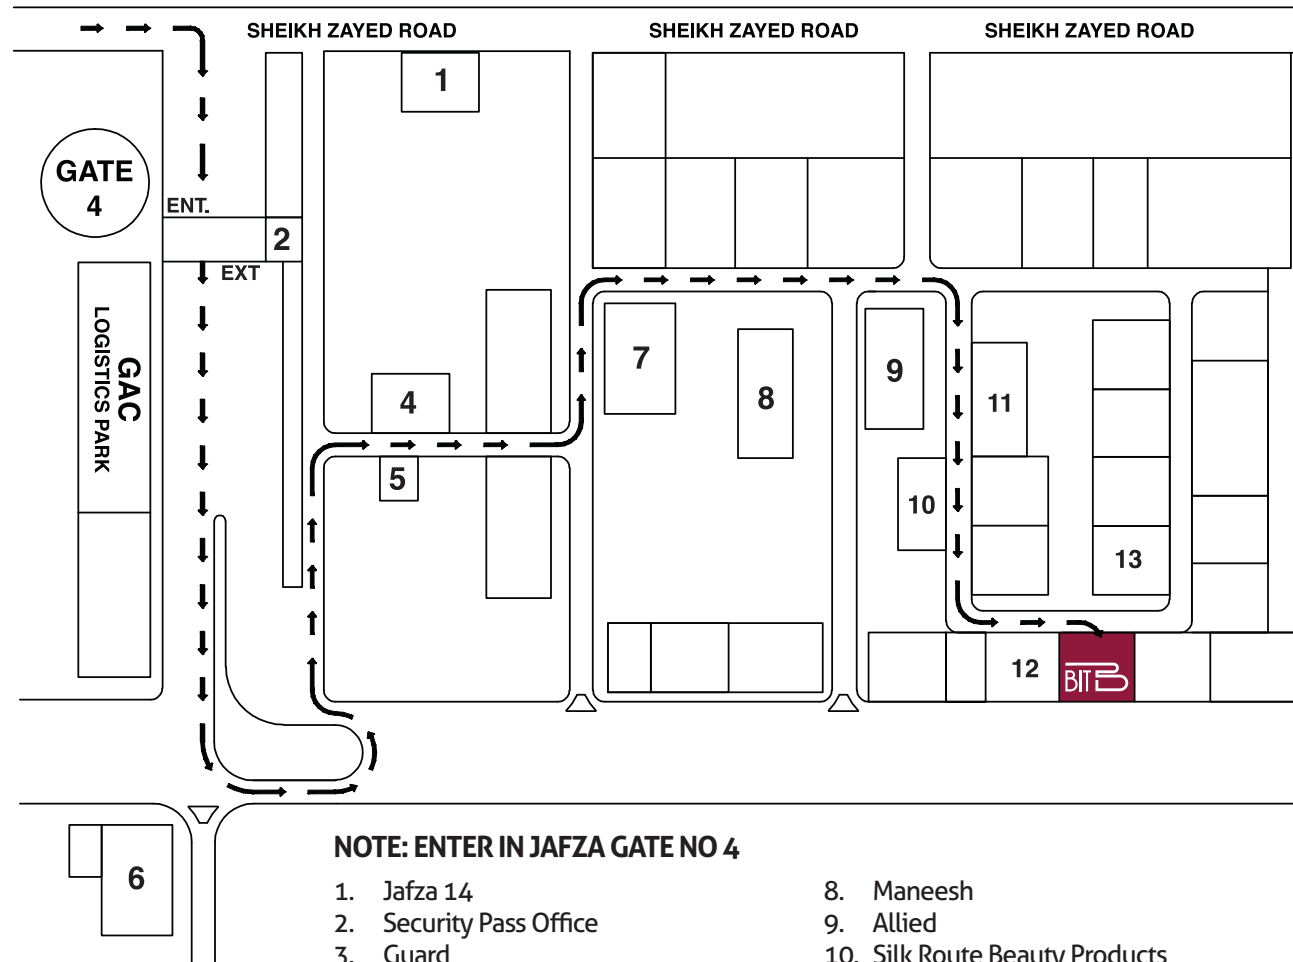 SHEIKH ZAYED ROAD
SHEIKH ZAYED ROAD
SHEIKH ZAYED ROAD
1
GATE
4
ENT.
2
EXT
GAC
LOGISTICS PARK
7
8
9
4
11
5
10
13
12
BIT B
6
NOTE: ENTER IN JAFZA GATE NO 4
1. Jafza 14
2. Security Pass Office
3. Guard
8. Maneesh
9. Allied
10. Silk Route Beauty Products